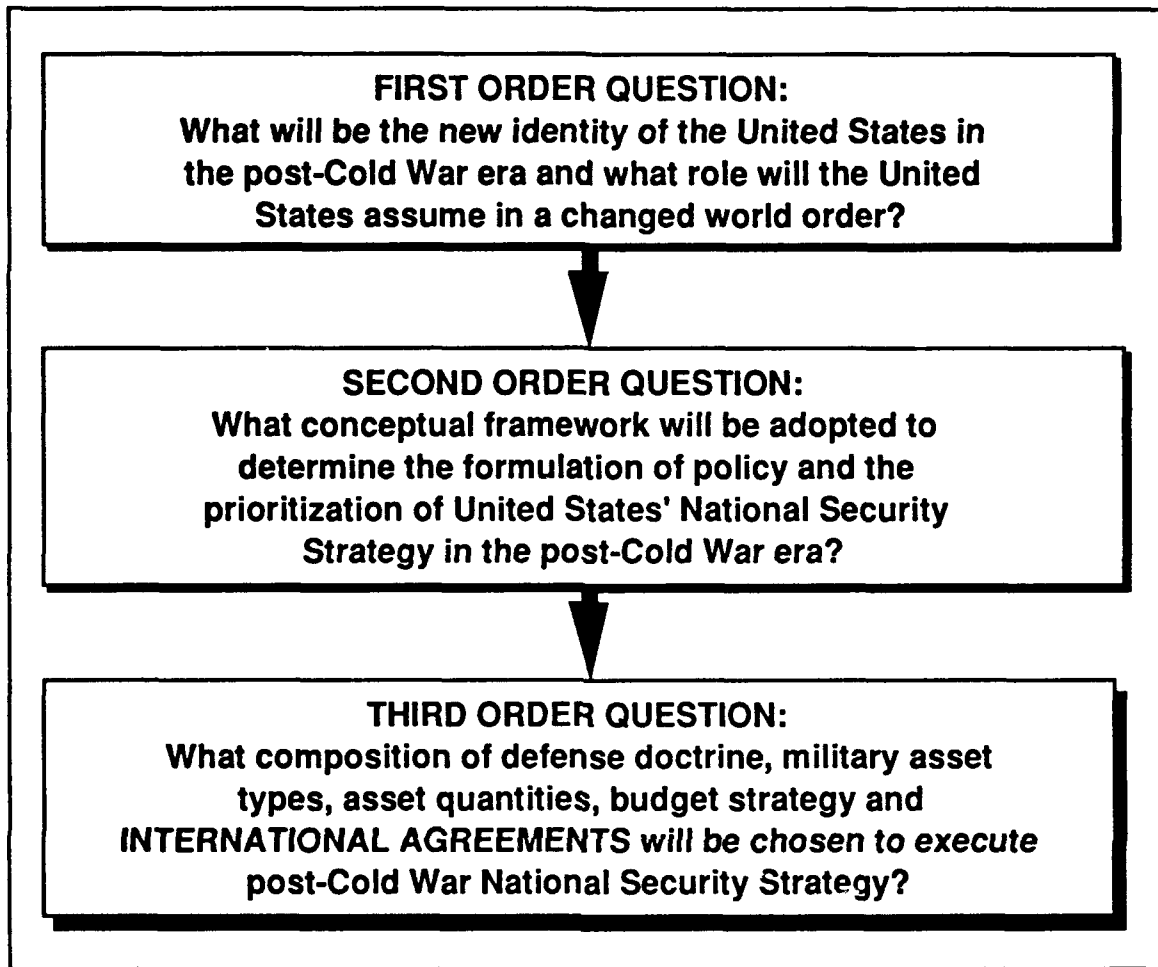 FIRST ORDER QUESTION:
What will be the new identity of the United States in
the post-Cold War era and what role will the United
States assume in a changed world order?
SECOND ORDER QUESTION:
What conceptual framework will be adopted to
determine the formulation of policy and the
prioritization of United States' National Security
Strategy in the post-Cold War era?
THIRD ORDER QUESTION:
What composition of defense doctrine, military asset
types, asset quantities, budget strategy and
INTERNATIONAL AGREEMENTS will be chosen to execute
post-Cold War National Security Strategy?